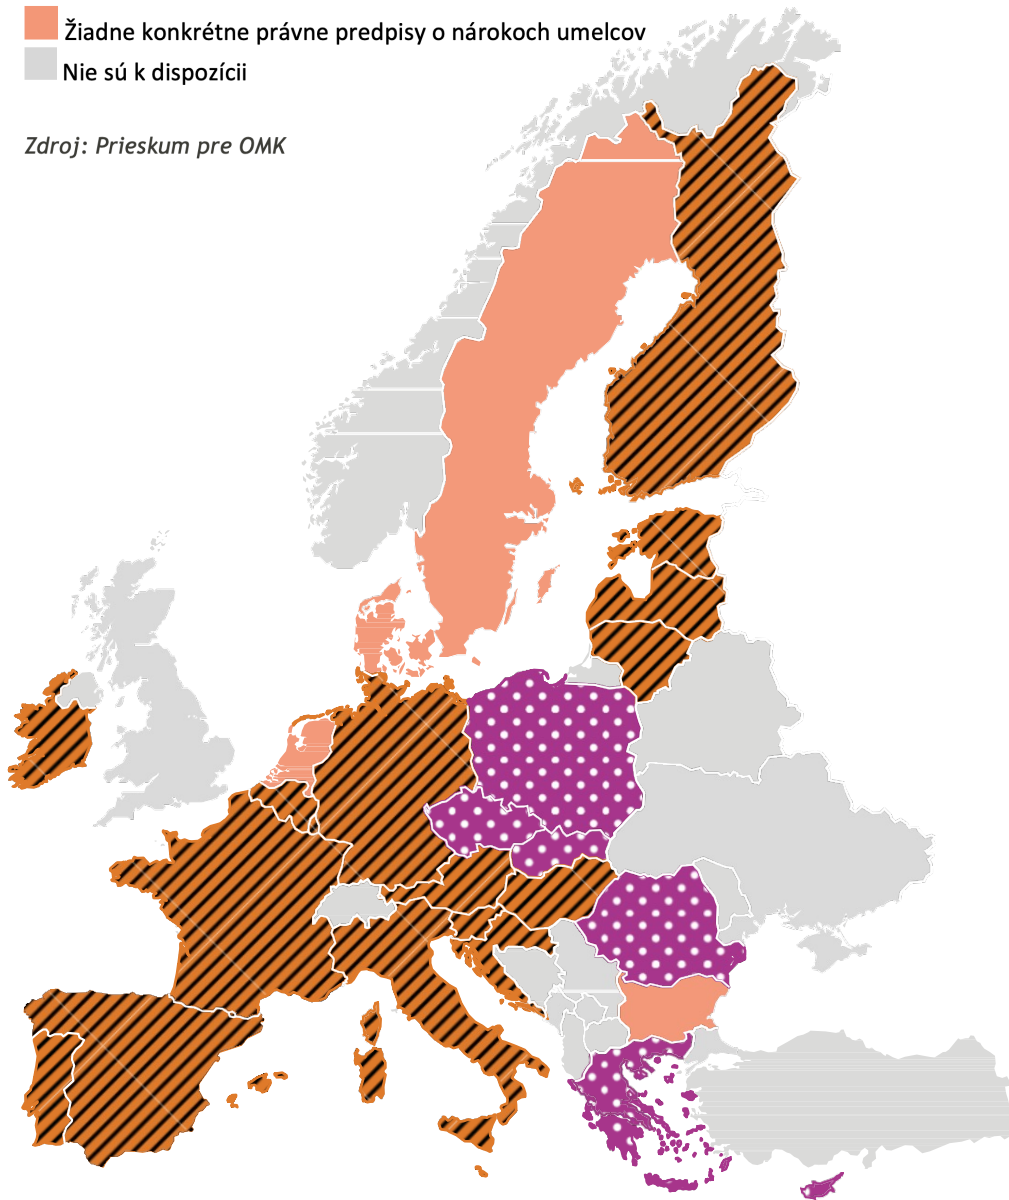 Žiadne konkrétne právne predpisy o nárokoch umelcov
Nie sú k dispozícii
Zdroj: Prieskum pre OMK